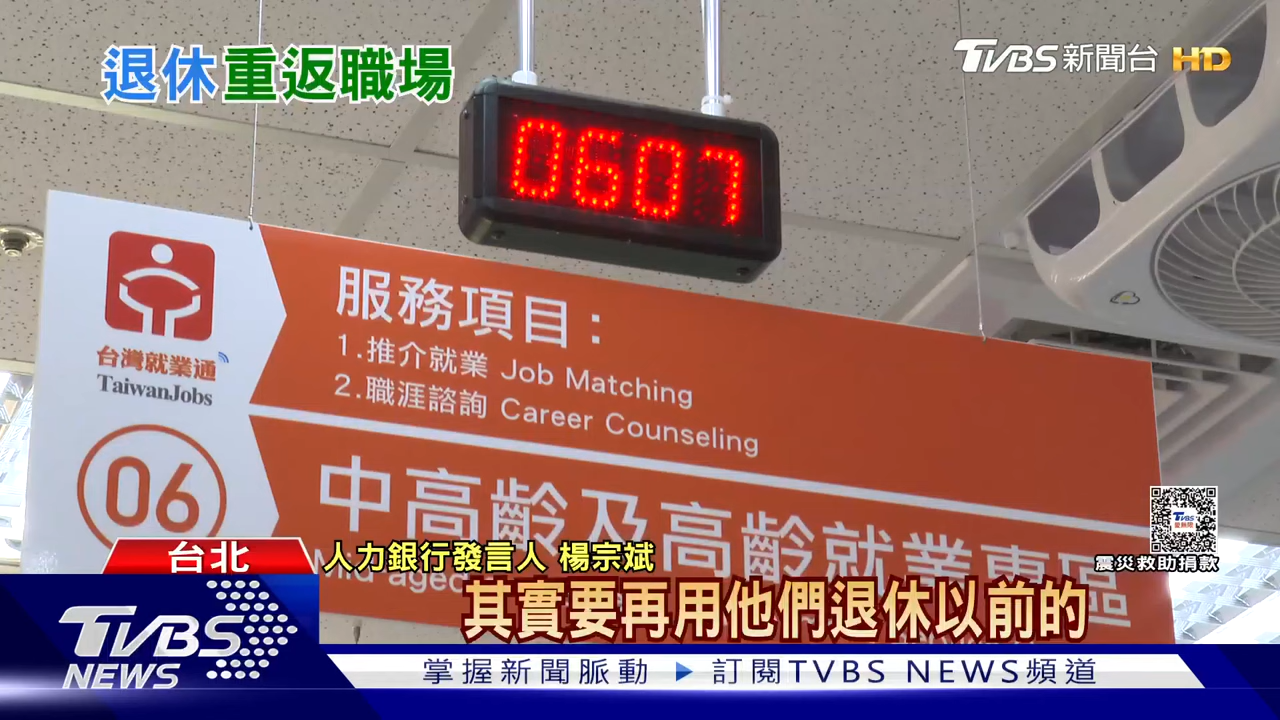 退休重返職場
TVBS新聞台 HD
0607
服務項目：
1.推介就業 Job Matching
2.職涯諮詢 Career Counseling
台灣就業通
TaiwanJobs
06
中高齡及高齡就業專區
TVBS
震災救助捐款
台北
人力銀行發言人 楊宗斌
其實要再用他們退休以前的
TVBS
NEWS
掌握新聞脈動 ▶ 訂閱TVBS NEWS頻道